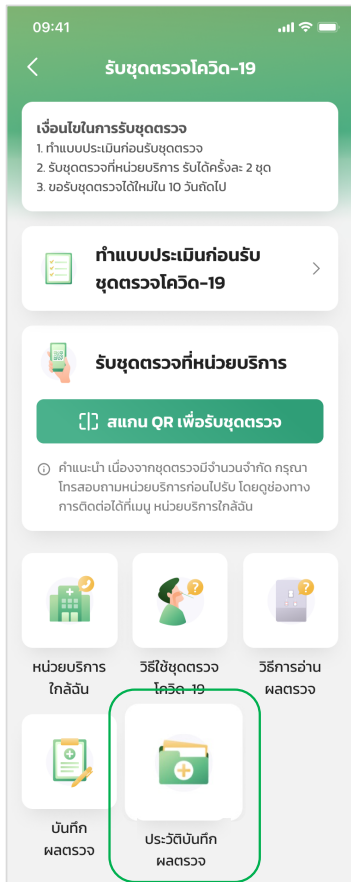 09:41
รับชุดตรวจโควิด-19
เงื่อนไขในการรับชุดตรวจ
1. ทำแบบประเมินก่อนรับชุดตรวจ
2. รับชุดตรวจที่หน่วยบริการ รับได้ครั้งละ 2 ชุด
3. ขอรับชุดตรวจได้ใหม่ใน 10 วันถัดไป
ทำแบบประเมินก่อนรับ
ชุดตรวจโควิด-19
รับชุดตรวจที่หน่วยบริการ
สแกน QR เพื่อรับชุดตรวจ
คำแนะนำ เนื่องจากชุดตรวจมีจำนวนจำกัด กรุณา
โทรสอบถามหน่วยบริการก่อนไปรับ โดยดูช่องทาง
การติดต่อได้ที่เมนู หน่วยบริการใกล้ฉัน
หน่วยบริการ
ใกล้ฉัน
วิธีใช้ชุดตรวจ
โควิด-19
วิธีการอ่าน
ผลตรวจ
บันทึก
ผลตรวจ
ประวัติบันทึก
ผลตรวจ